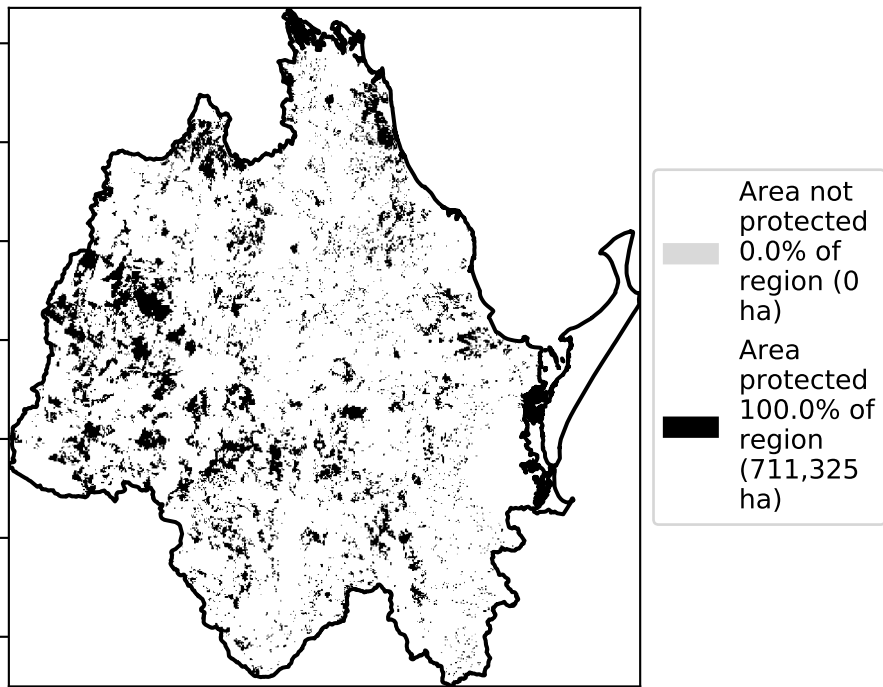 Area not
protected
0.0% of
region (0
ha)
Area
protected
100.0% of
region
(711,325
ha)